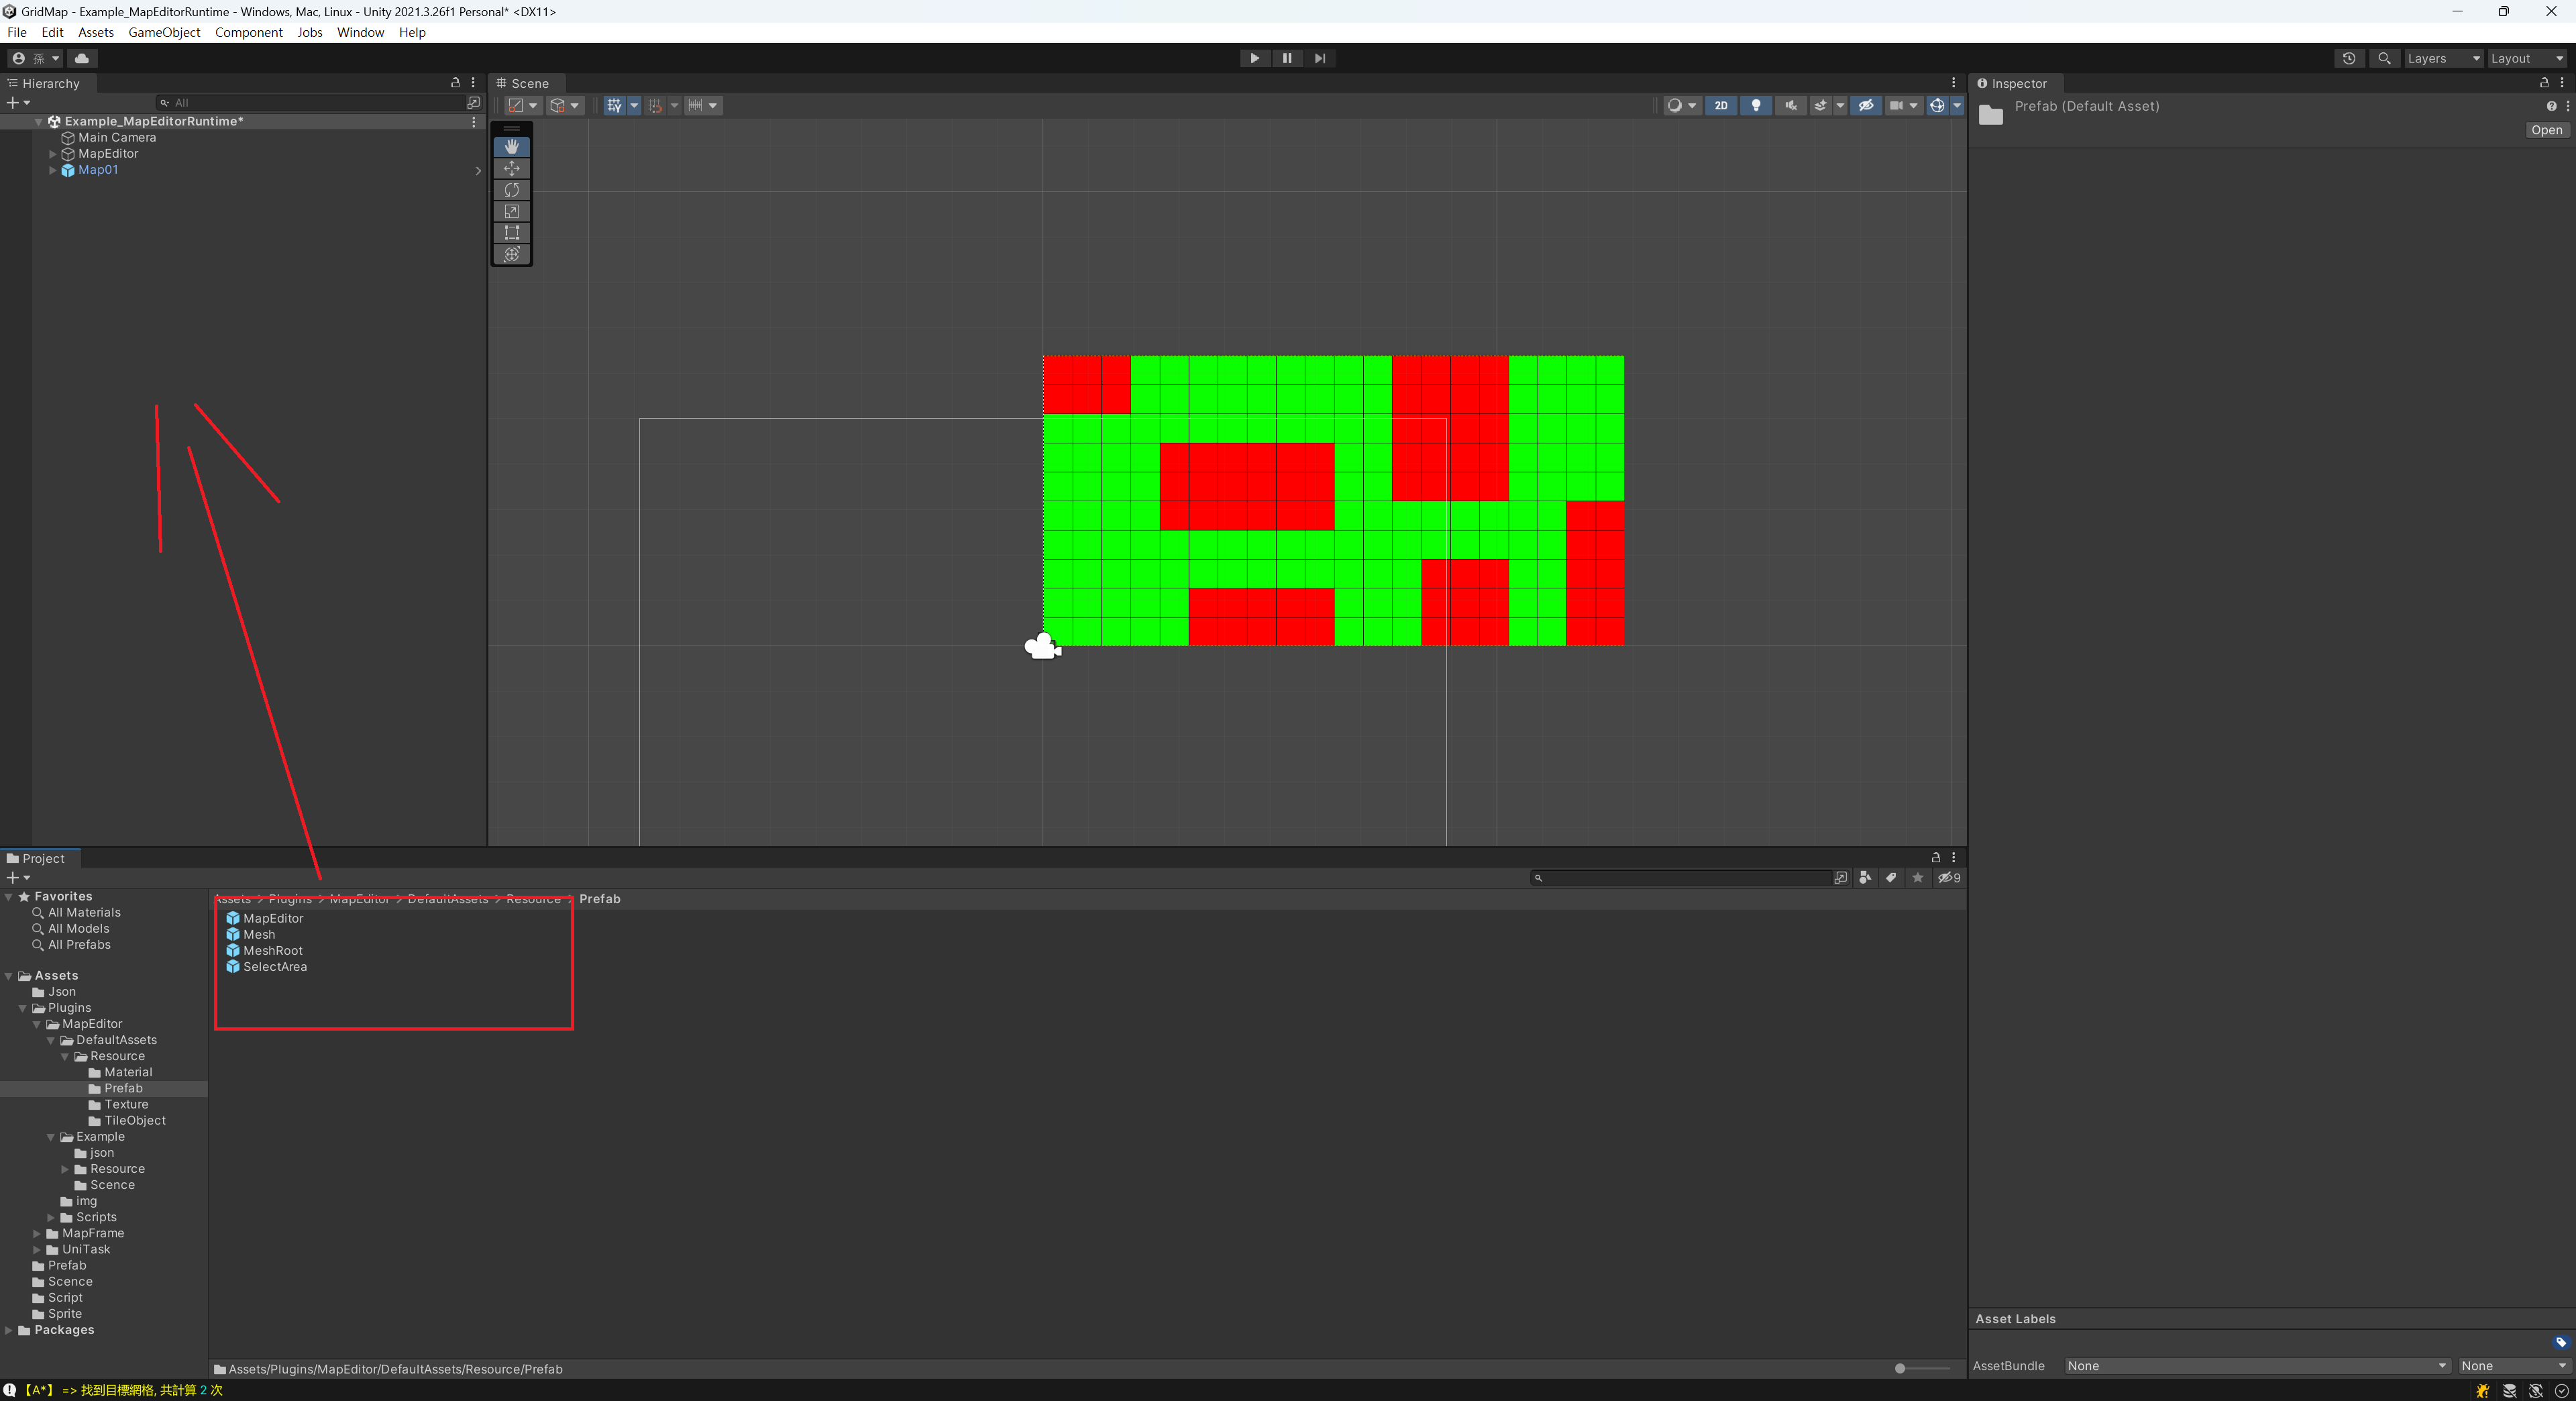 GridMap - Example_MapEditorRuntime - Windows, Mac, Linux - Unity 2021.3.26f1 Personal* <DX11>
File Edit Assets GameObject Component Jobs Window Help
孫
Layers Layout
Hierarchy
All
Example_MapEditorRuntime*
Main Camera
MapEditor
Map01
Scene
2D
Inspector
Prefab (Default Asset)
Open
Project
9
Favorites
All Materials
All Models
All Prefabs
Assets
Json
Plugins
MapEditor
DefaultAssets
Resource
Material
Prefab
Texture
TileObject
Example
json
Resource
Scence
img
Scripts
MapFrame
UniTask
Prefab
Scence
Script
Sprite
Packages
Assets > Plugins > MapEditor > DefaultAssets > Resource > Prefab
MapEditor
Mesh
MeshRoot
SelectArea
Assets/Plugins/MapEditor/DefaultAssets/Resource/Prefab
Asset Labels
AssetBundle None None
【A*】 => 找到目標網格, 共計算 2 次